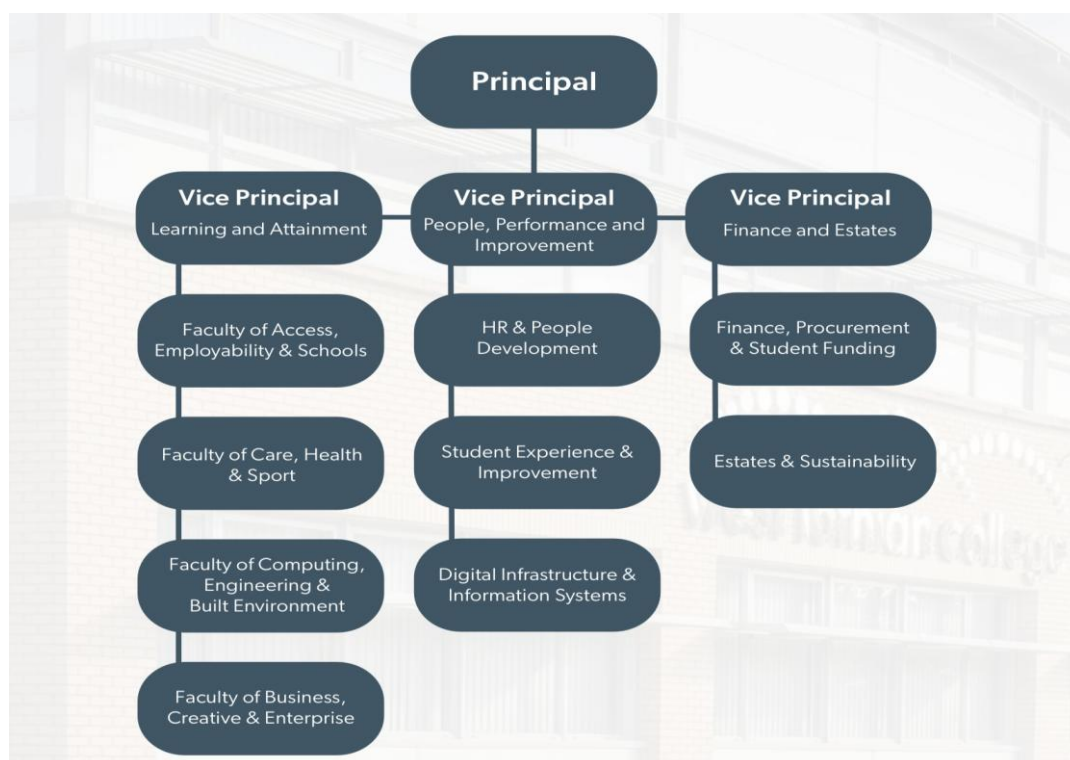 Principal
Vice Principal
Learning and Attainment
Vice Principal
People, Performance and
Improvement
Vice Principal
Finance and Estates
Faculty of Access,
Employability & Schools
HR & People
Development
Finance, Procurement
& Student Funding
Faculty of Care, Health
& Sport
Student Experience &
Improvement
Estates & Sustainability
Faculty of Computing,
Engineering &
Built Environment
Digital Infrastructure &
Information Systems
Faculty of Business,
Creative & Enterprise